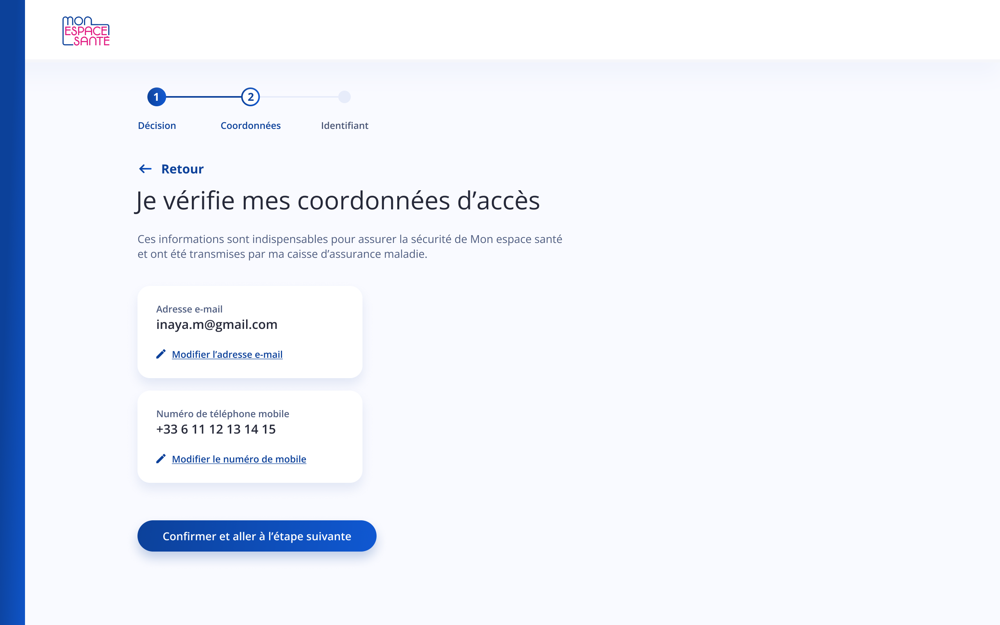 mon
ESPACE
SANTÉ
1
2
Décision
Coordonnées
Identifiant
Retour
Je vérifie mes coordonnées d’accès
Ces informations sont indispensables pour assurer la sécurité de Mon espace santé
et ont été transmises par ma caisse d’assurance maladie.
Adresse e-mail
inaya.m@gmail.com
Modifier l’adresse e-mail
Numéro de téléphone mobile
+33 6 11 12 13 14 15
Modifier le numéro de mobile
Confirmer et aller à l’étape suivante